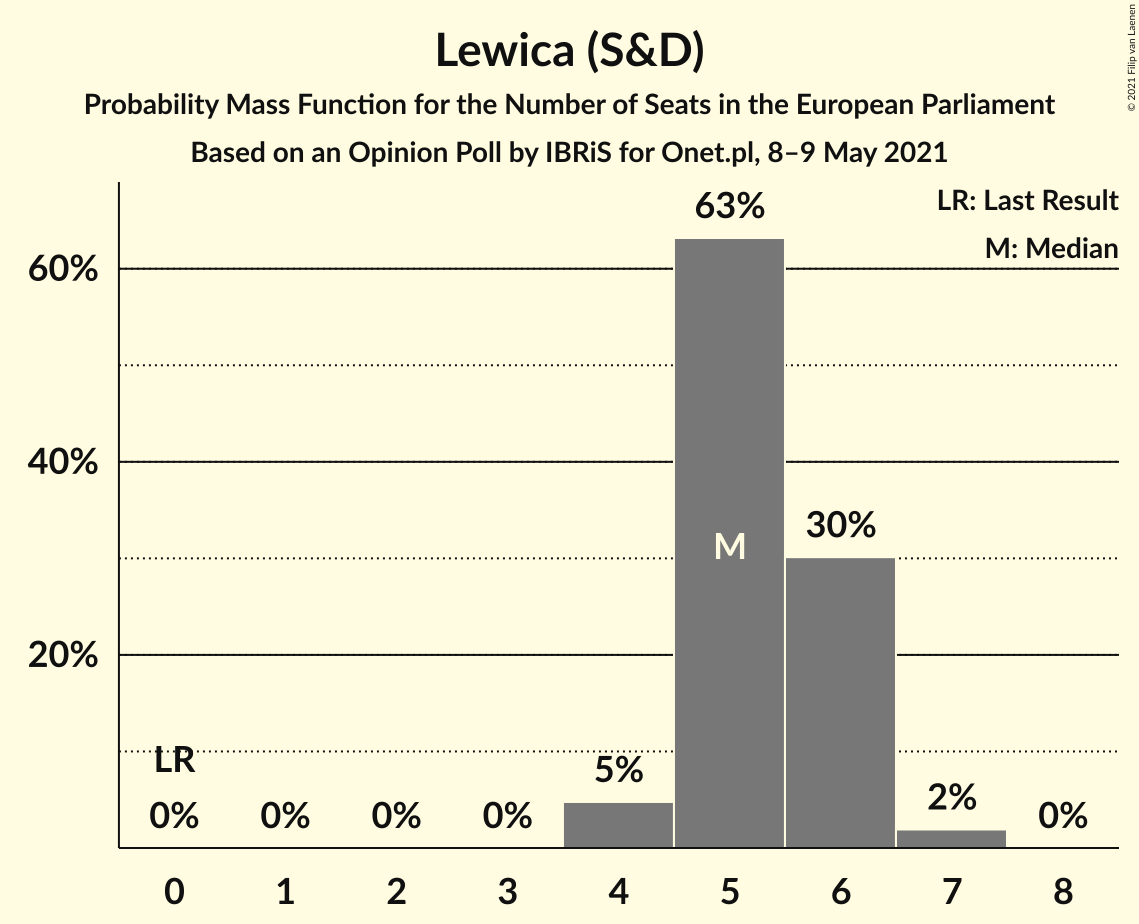 Lewica (S&D)
Probability Mass Function for the Number of Seats in the European Parliament
Based on an Opinion Poll by IBRiS for Onet.pl, 8–9 May 2021
© 2021 Filip van Laenen
LR: Last Result
M: Median
60%
40%
20%
LR
0%
0%
0%
0%
5%
63%
M
30%
2%
0%
0 1 2 3 4 5 6 7 8